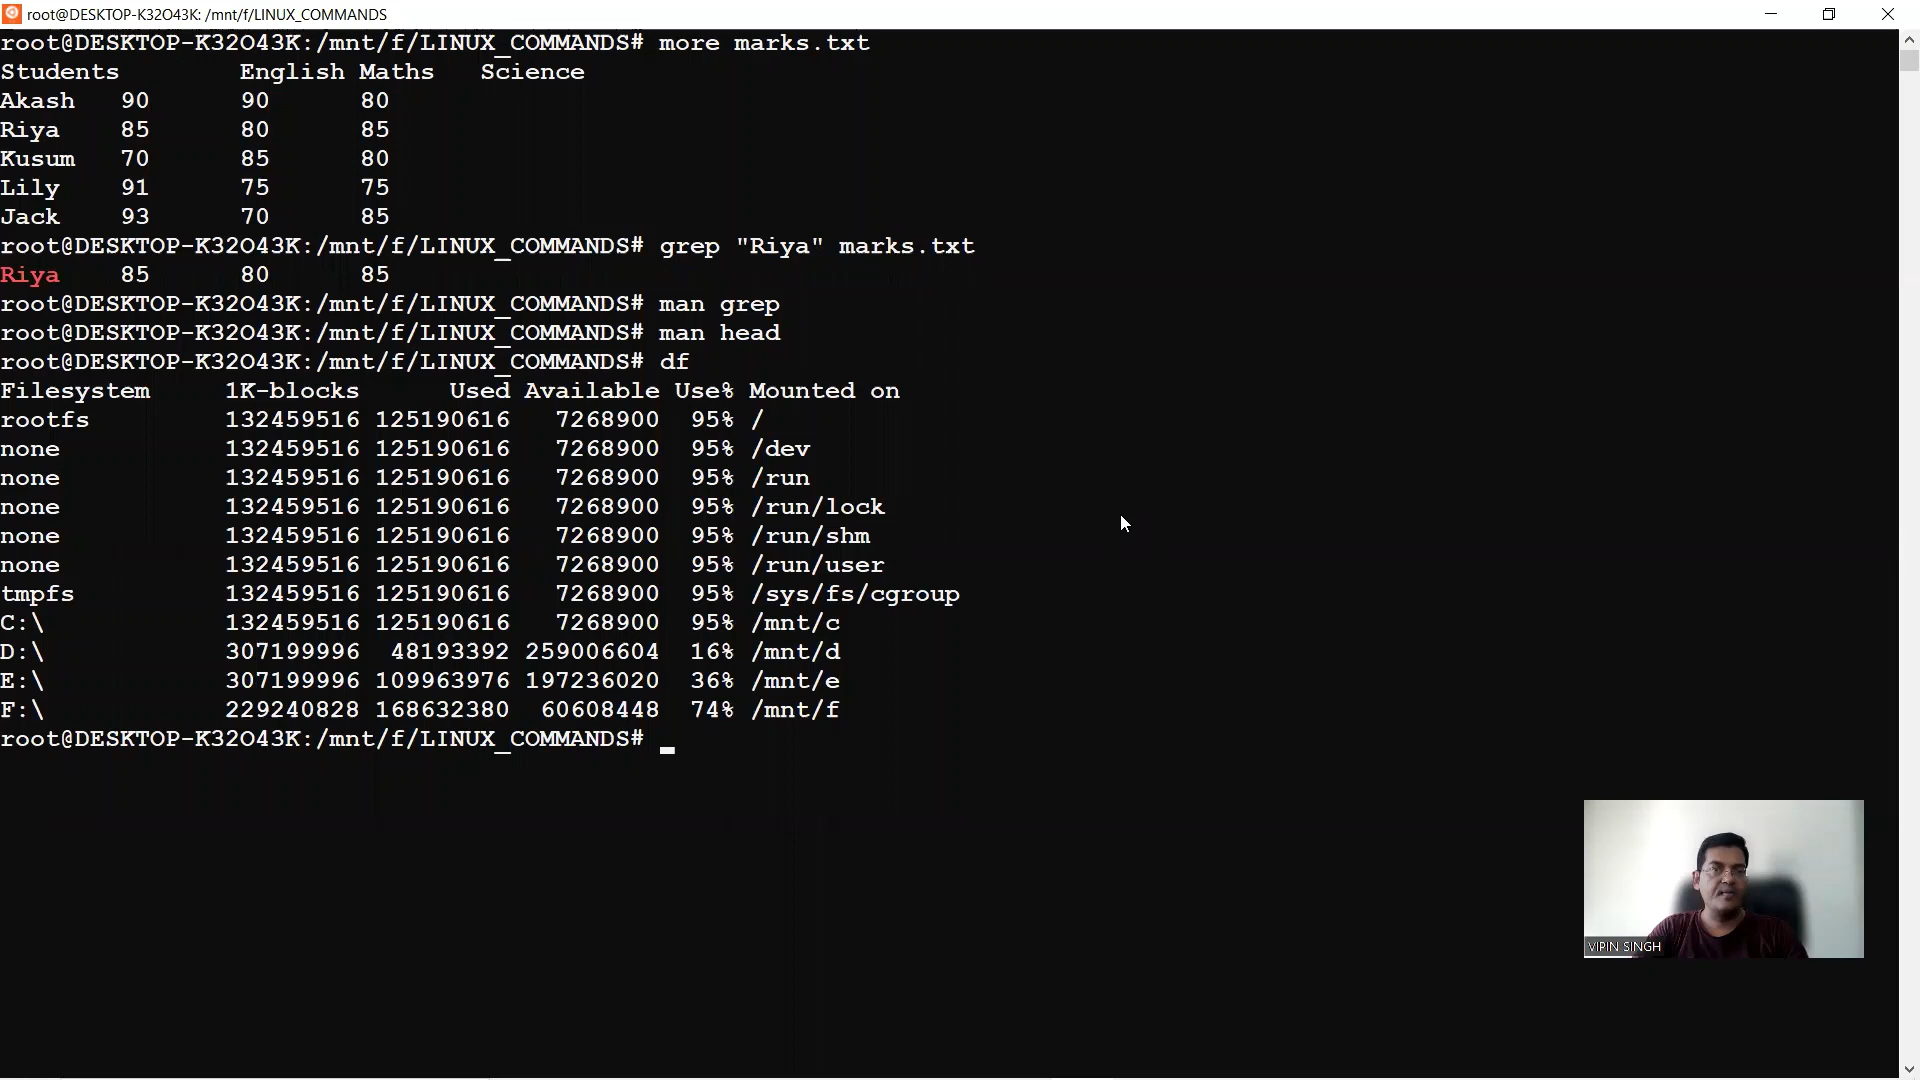 root@DESKTOP-K32O43K: /mnt/f/LINUX_COMMANDS
root@DESKTOP-K32O43K:/mnt/f/LINUX_COMMANDS# more marks.txt
Students        English Maths   Science
Akash   90      90      80
Riya    85      80      85
Kusum   70      85      80
Lily    91      75      75
Jack    93      70      85
root@DESKTOP-K32O43K:/mnt/f/LINUX_COMMANDS# grep "Riya" marks.txt
Riya    85      80      85
root@DESKTOP-K32O43K:/mnt/f/LINUX_COMMANDS# man grep
root@DESKTOP-K32O43K:/mnt/f/LINUX_COMMANDS# man head
root@DESKTOP-K32O43K:/mnt/f/LINUX_COMMANDS# df
Filesystem     1K-blocks      Used Available Use% Mounted on
rootfs         132459516 125190616   7268900  95% /
none           132459516 125190616   7268900  95% /dev
none           132459516 125190616   7268900  95% /run
none           132459516 125190616   7268900  95% /run/lock
none           132459516 125190616   7268900  95% /run/shm
none           132459516 125190616   7268900  95% /run/user
tmpfs          132459516 125190616   7268900  95% /sys/fs/cgroup
C:\            132459516 125190616   7268900  95% /mnt/c
D:\            307199996  48193392 259006604  16% /mnt/d
E:\            307199996 109963976 197236020  36% /mnt/e
F:\            229240828 168632380  60608448  74% /mnt/f
root@DESKTOP-K32O43K:/mnt/f/LINUX_COMMANDS#
VIPIN SINGH